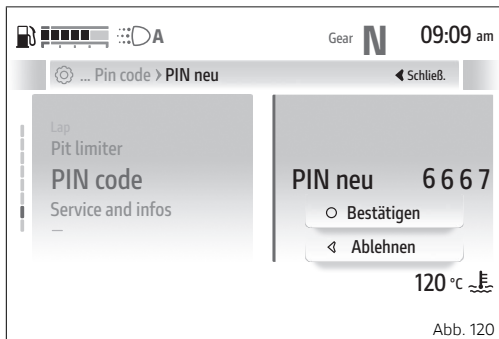 A Gear N 09:09 am
... Pin code › PIN neu Schließ.
Lap
Pit limiter
PIN code
Service and infos
—
PIN neu 6667
Bestätigen
Ablehnen
120 °C
Abb. 120